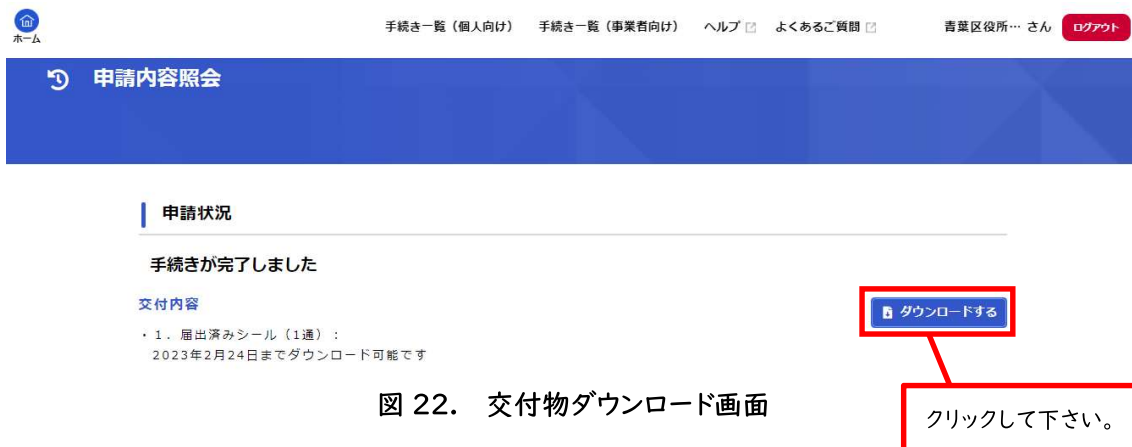 ホーム
手続き一覧（個人向け） 手続き一覧（事業者向け） ヘルプ よくあるご質問 青葉区役所… さん ログアウト
申請内容照会
申請状況
手続きが完了しました
交付内容
ダウンロードする
・１．届出済みシール（1通）：
2023年2月24日までダウンロード可能です
図 22． 交付物ダウンロード画面
クリックして下さい。